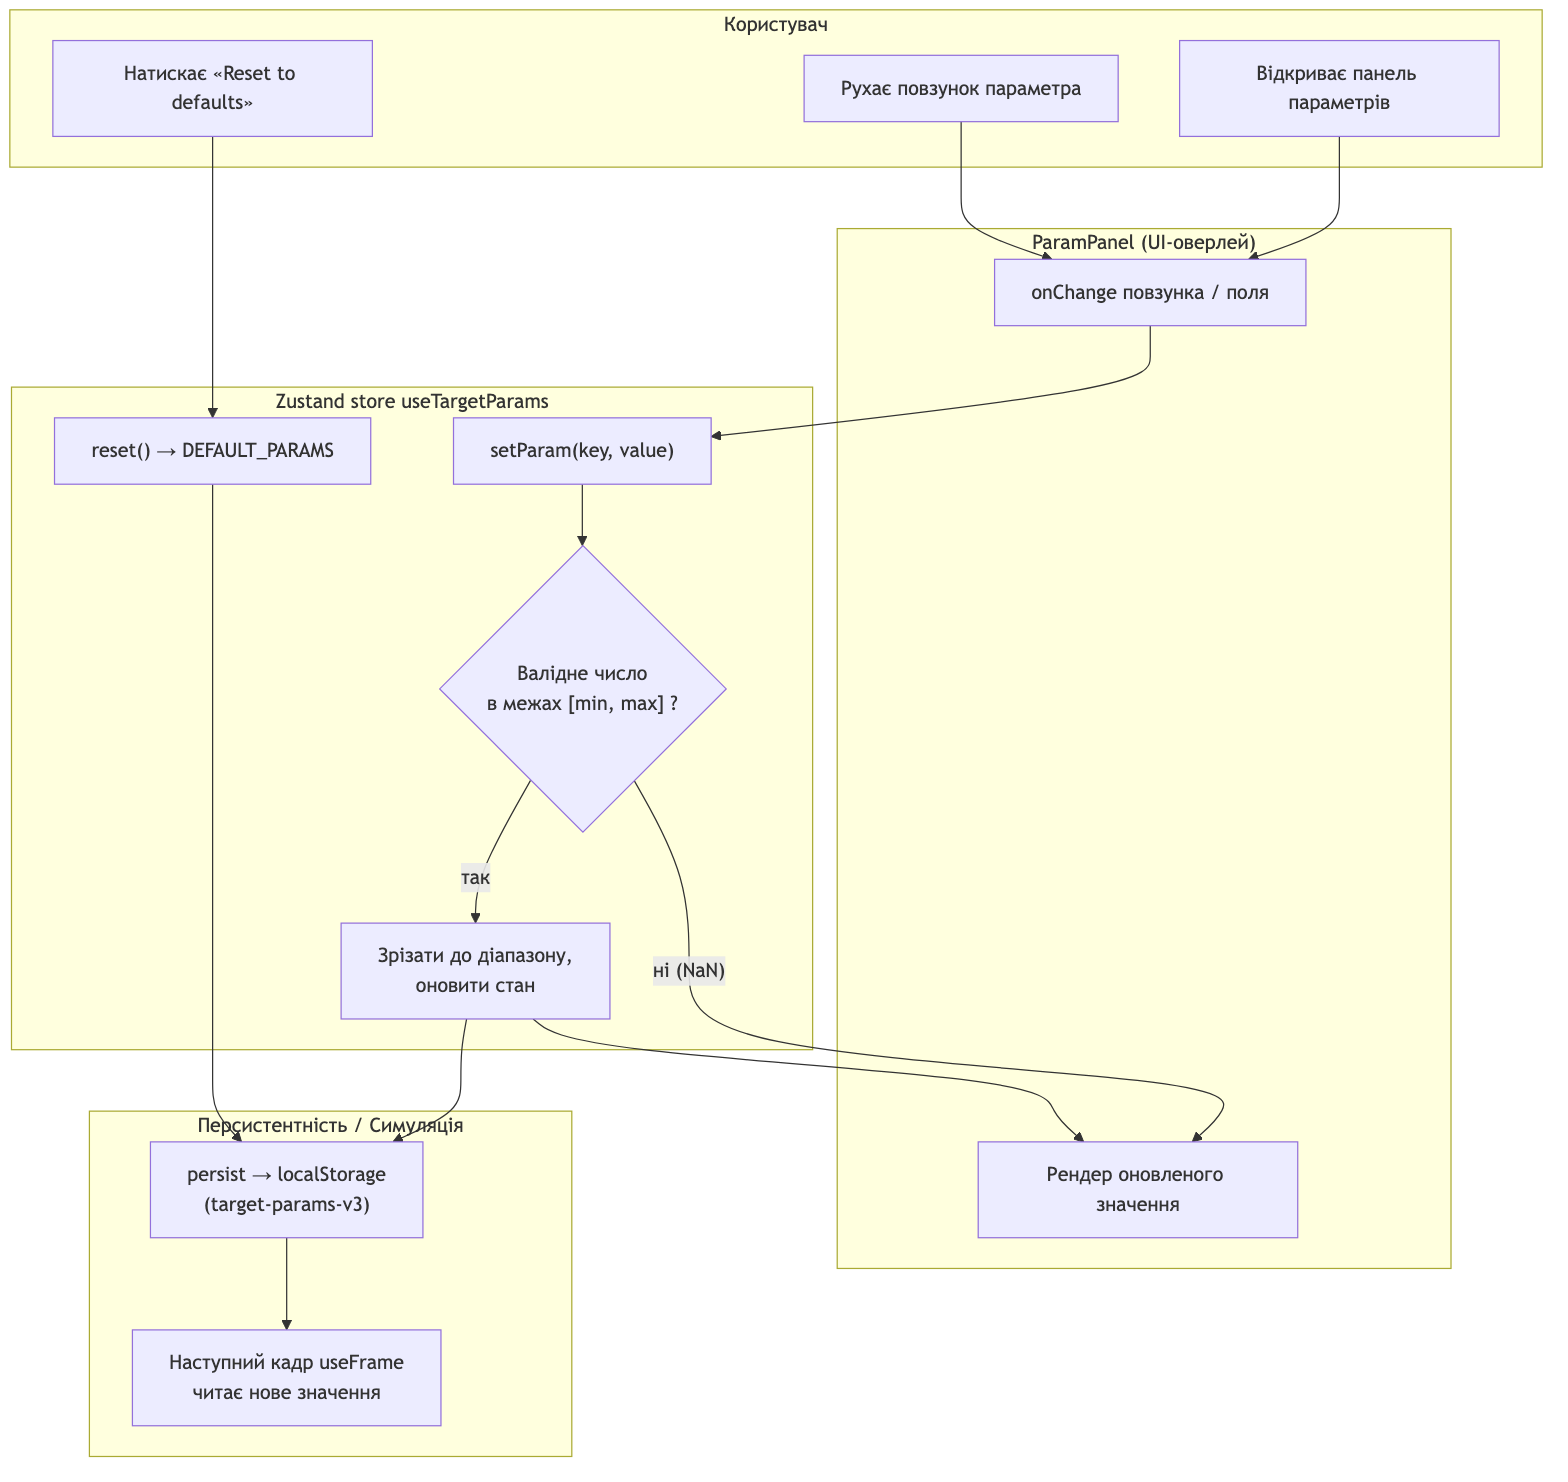 Користувач
Натискає «Reset to
defaults»
Рухає повзунок параметра
Відкриває панель
параметрів
ParamPanel (UI-оверлей)
onChange повзунка / поля
Zustand store useTargetParams
reset() → DEFAULT_PARAMS
setParam(key, value)
Валідне число
в межах [min, max] ?
так
ні (NaN)
Зрізати до діапазону,
оновити стан
Персистентність / Симуляція
persist → localStorage
(target-params-v3)
Рендер оновленого
значення
Наступний кадр useFrame
читає нове значення